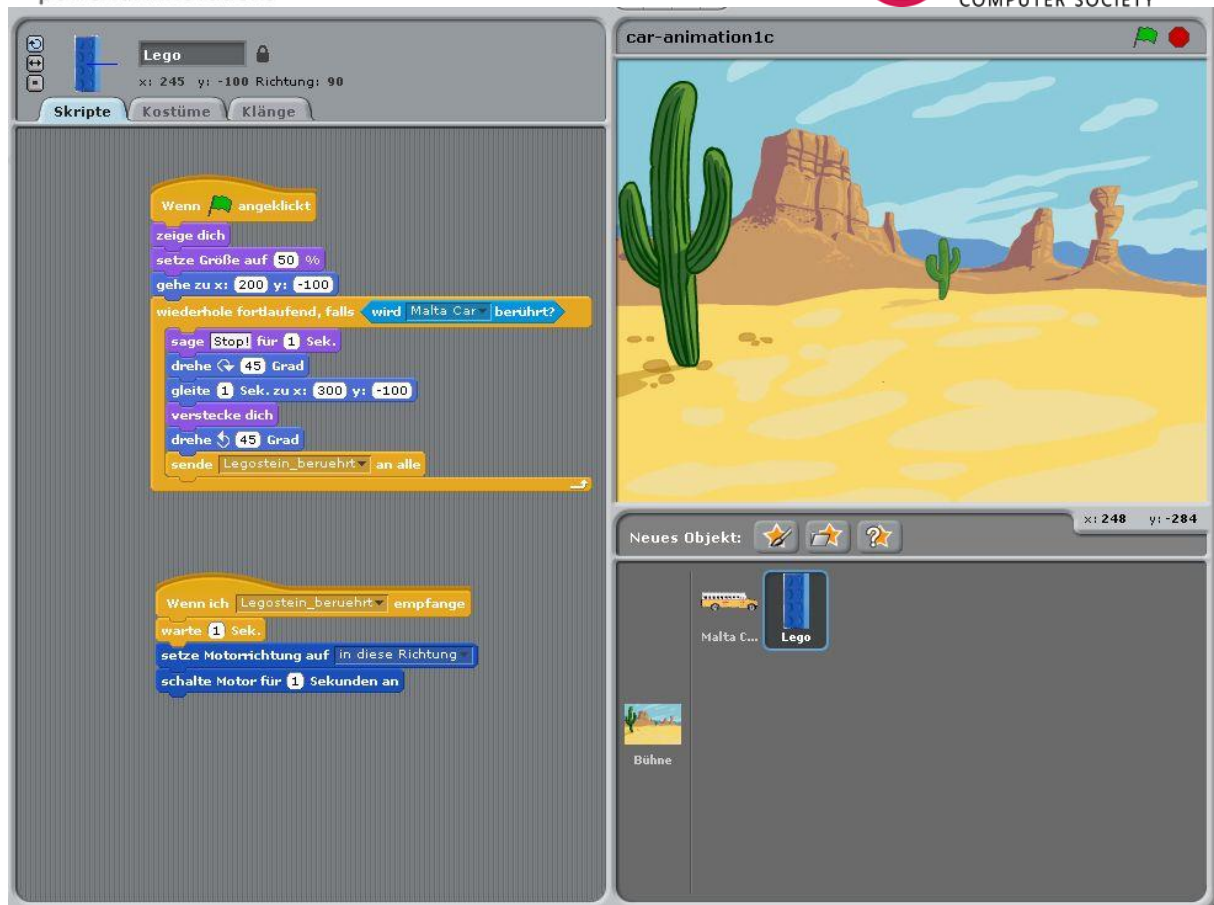 COMPUTER SOCIETY
Lego
x: 245 y: -100 Richtung: 90
Skripte Kostüme Klänge
Wenn angeklickt
zeige dich
setze Größe auf 50 %
gehe zu x: 200 y: -100
wiederhole fortlaufend, falls wird Malta Car berührt?
sage Stop! für 1 Sek.
drehe 45 Grad
gleite 1 Sek. zu x: 300 y: -100
verstecke dich
drehe 45 Grad
sende Legostein_beruehrt an alle
Wenn ich Legostein_beruehrt empfange
warte 1 Sek.
setze Motorrichtung auf in diese Richtung
schalte Motor für 1 Sekunden an
car-animation1c
x: 248 y: -284
Neues Objekt:
Malta C... Lego
Bühne